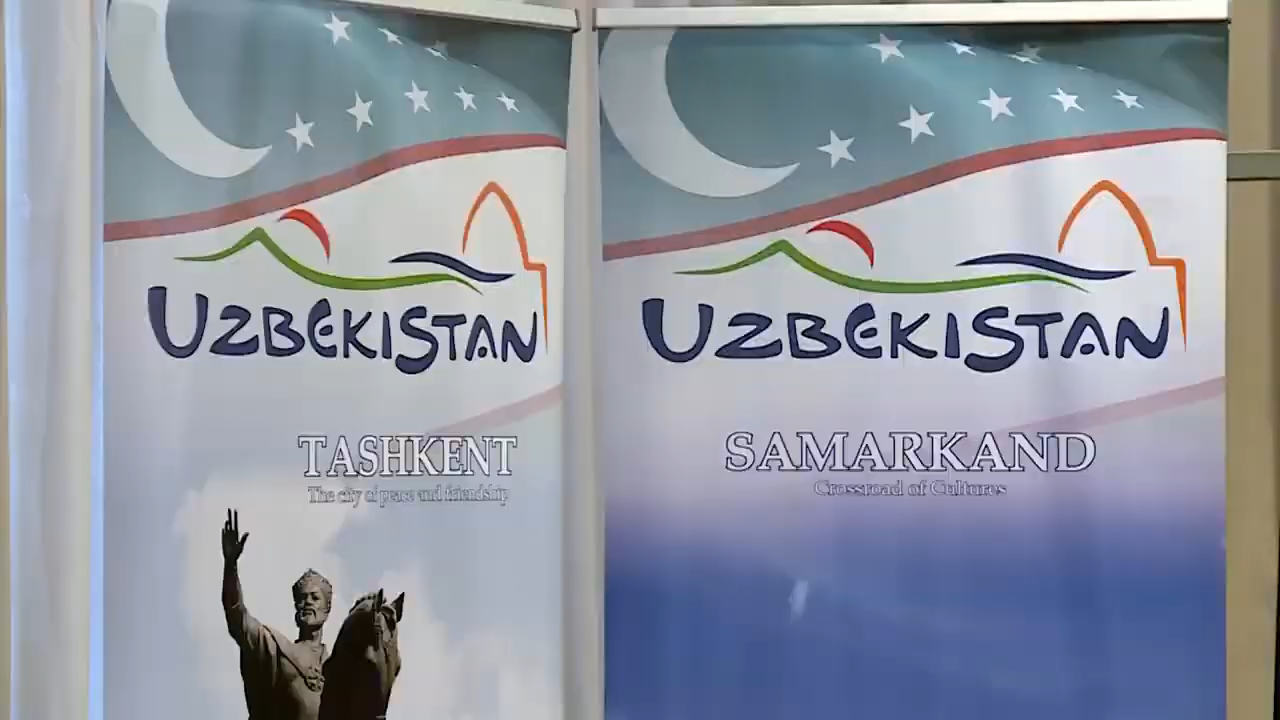 UZBEKISTAN
TASHKENT
The city of peace and friendship
UZBEKISTAN
SAMARKAND
Crossroad of Cultures